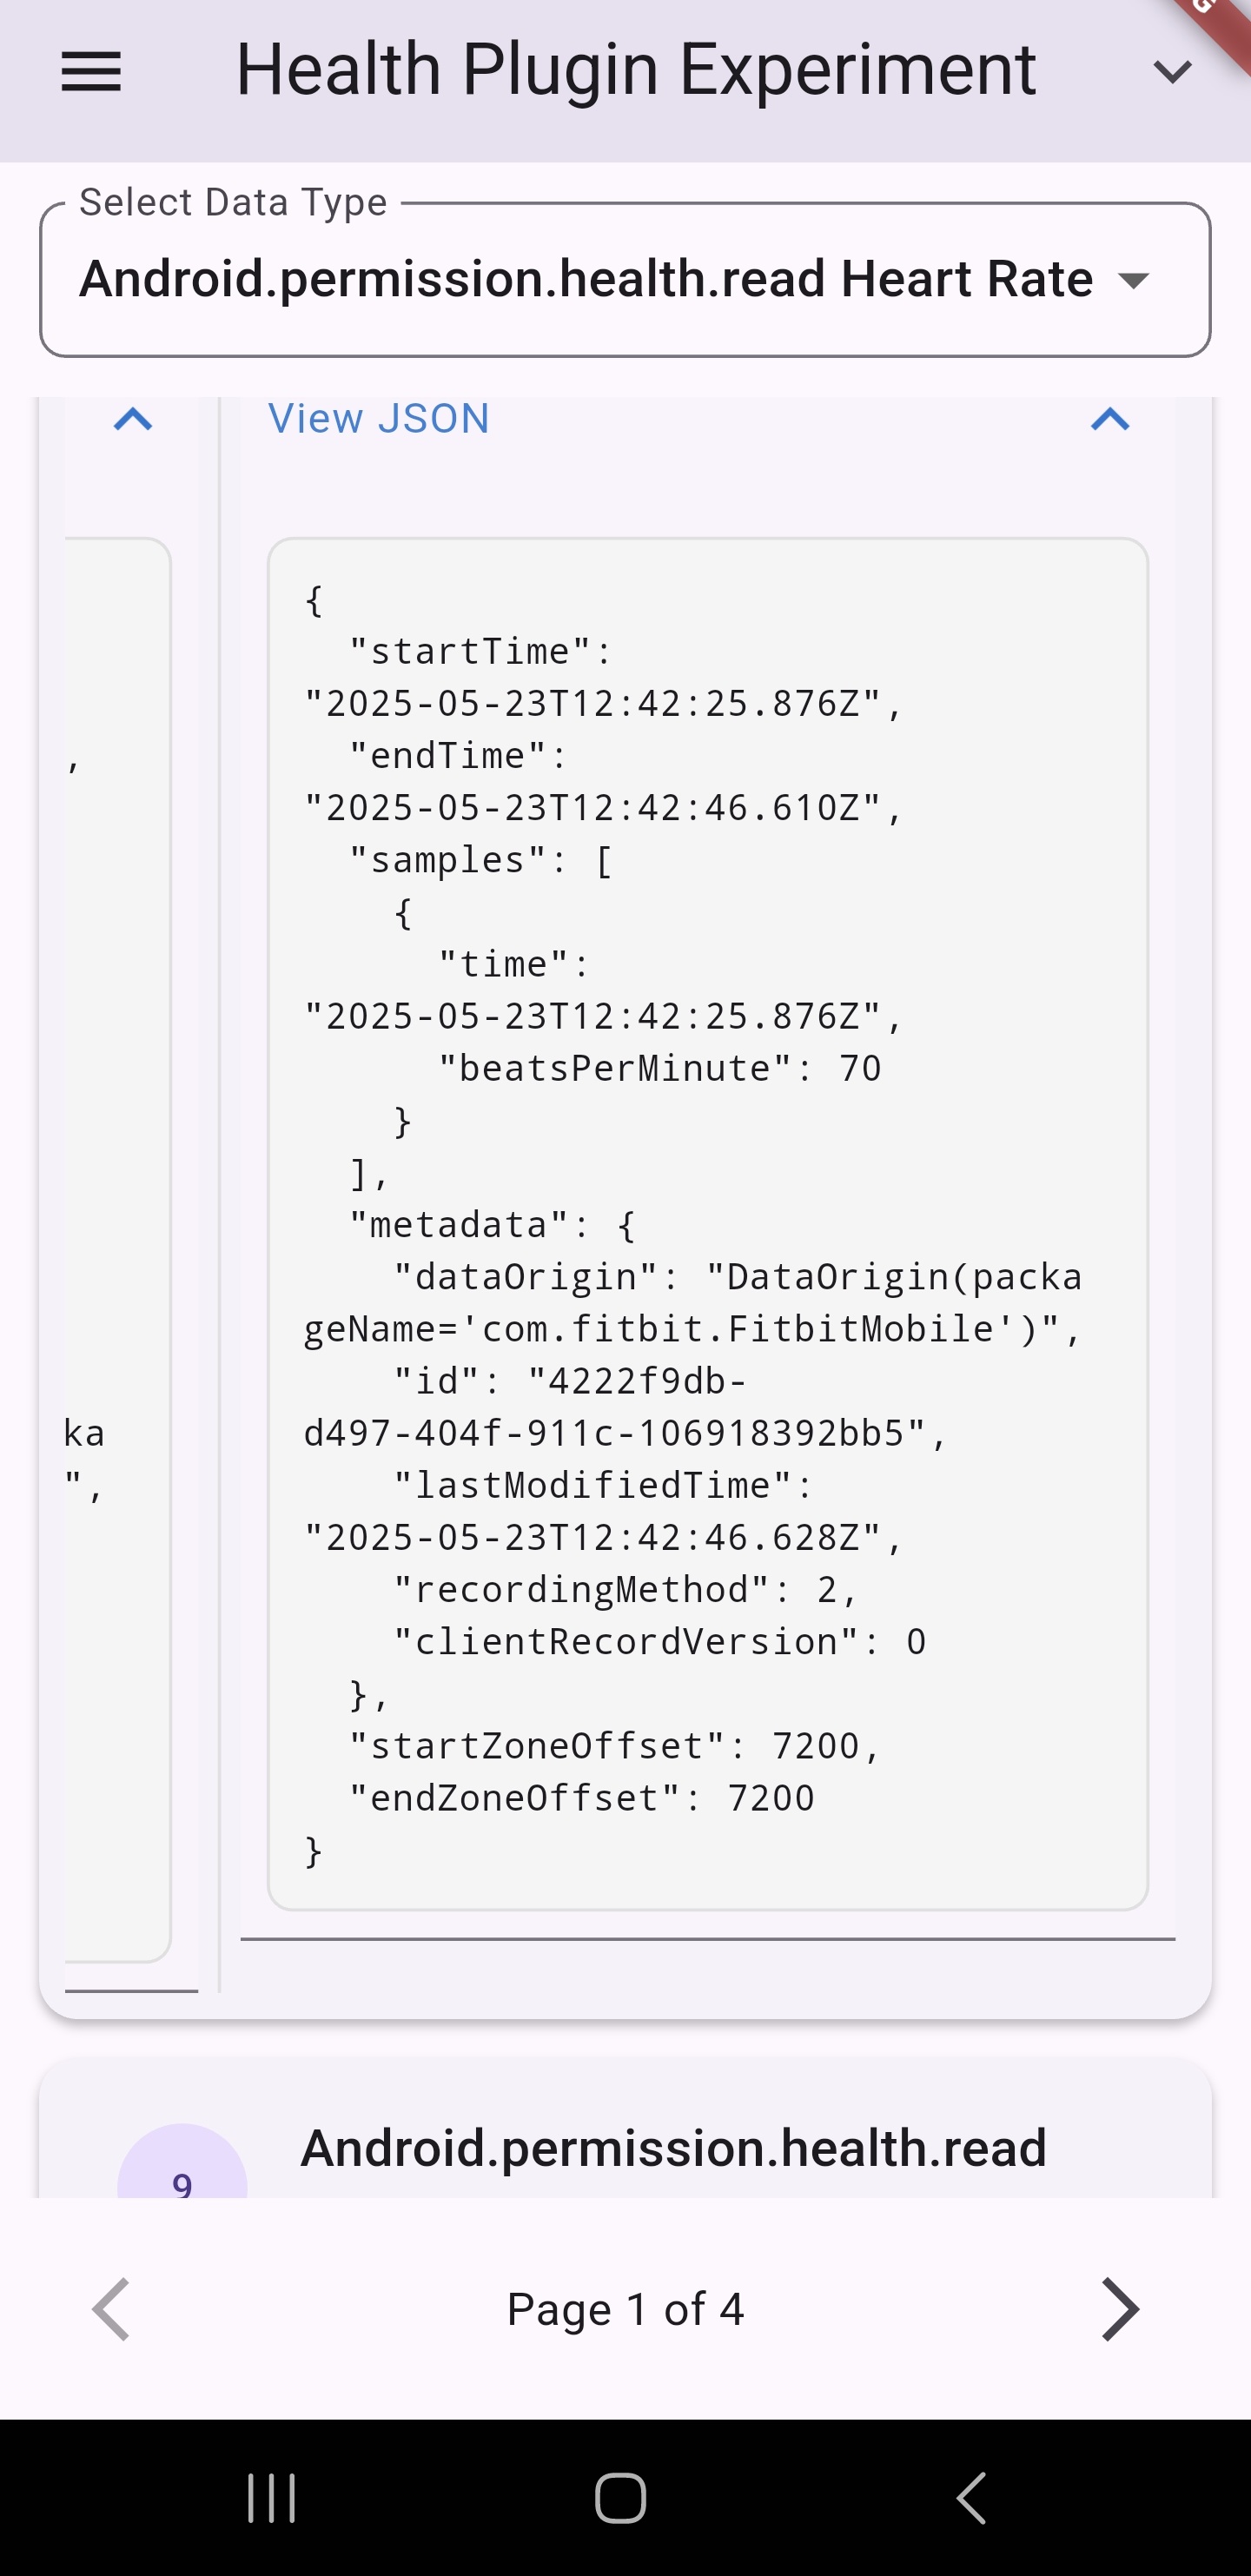 Health Plugin Experiment
G
Select Data Type
Android.permission.health.read Heart Rate
View JSON
,
ka
",
{
  "startTime":
"2025-05-23T12:42:25.876Z",
  "endTime":
"2025-05-23T12:42:46.610Z",
  "samples": [
    {
      "time":
"2025-05-23T12:42:25.876Z",
      "beatsPerMinute": 70
    }
  ],
  "metadata": {
    "dataOrigin": "DataOrigin(packa
geName='com.fitbit.FitbitMobile')",
    "id": "4222f9db-
d497-404f-911c-106918392bb5",
    "lastModifiedTime":
"2025-05-23T12:42:46.628Z",
    "recordingMethod": 2,
    "clientRecordVersion": 0
  },
  "startZoneOffset": 7200,
  "endZoneOffset": 7200
}
9
Android.permission.health.read
Page 1 of 4